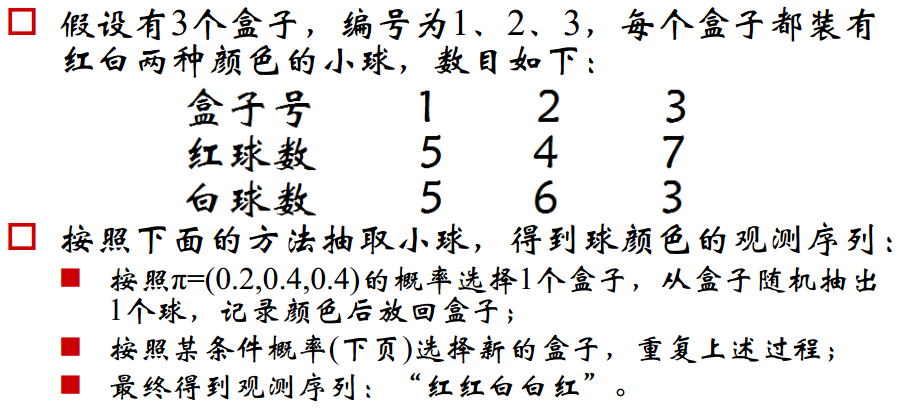 假设有3个盒子，编号为1、2、3，每个盒子都装有
红白两种颜色的小球，数目如下：
盒子号 1 2 3
红球数 5 4 7
白球数 5 6 3
按照下面的方法抽取小球，得到球颜色的观测序列：
按照π=(0.2,0.4,0.4)的概率选择1个盒子，从盒子随机抽出
1个球，记录颜色后放回盒子；
按照某条件概率(下页)选择新的盒子，重复上述过程；
最终得到观测序列：“红红白白红”。